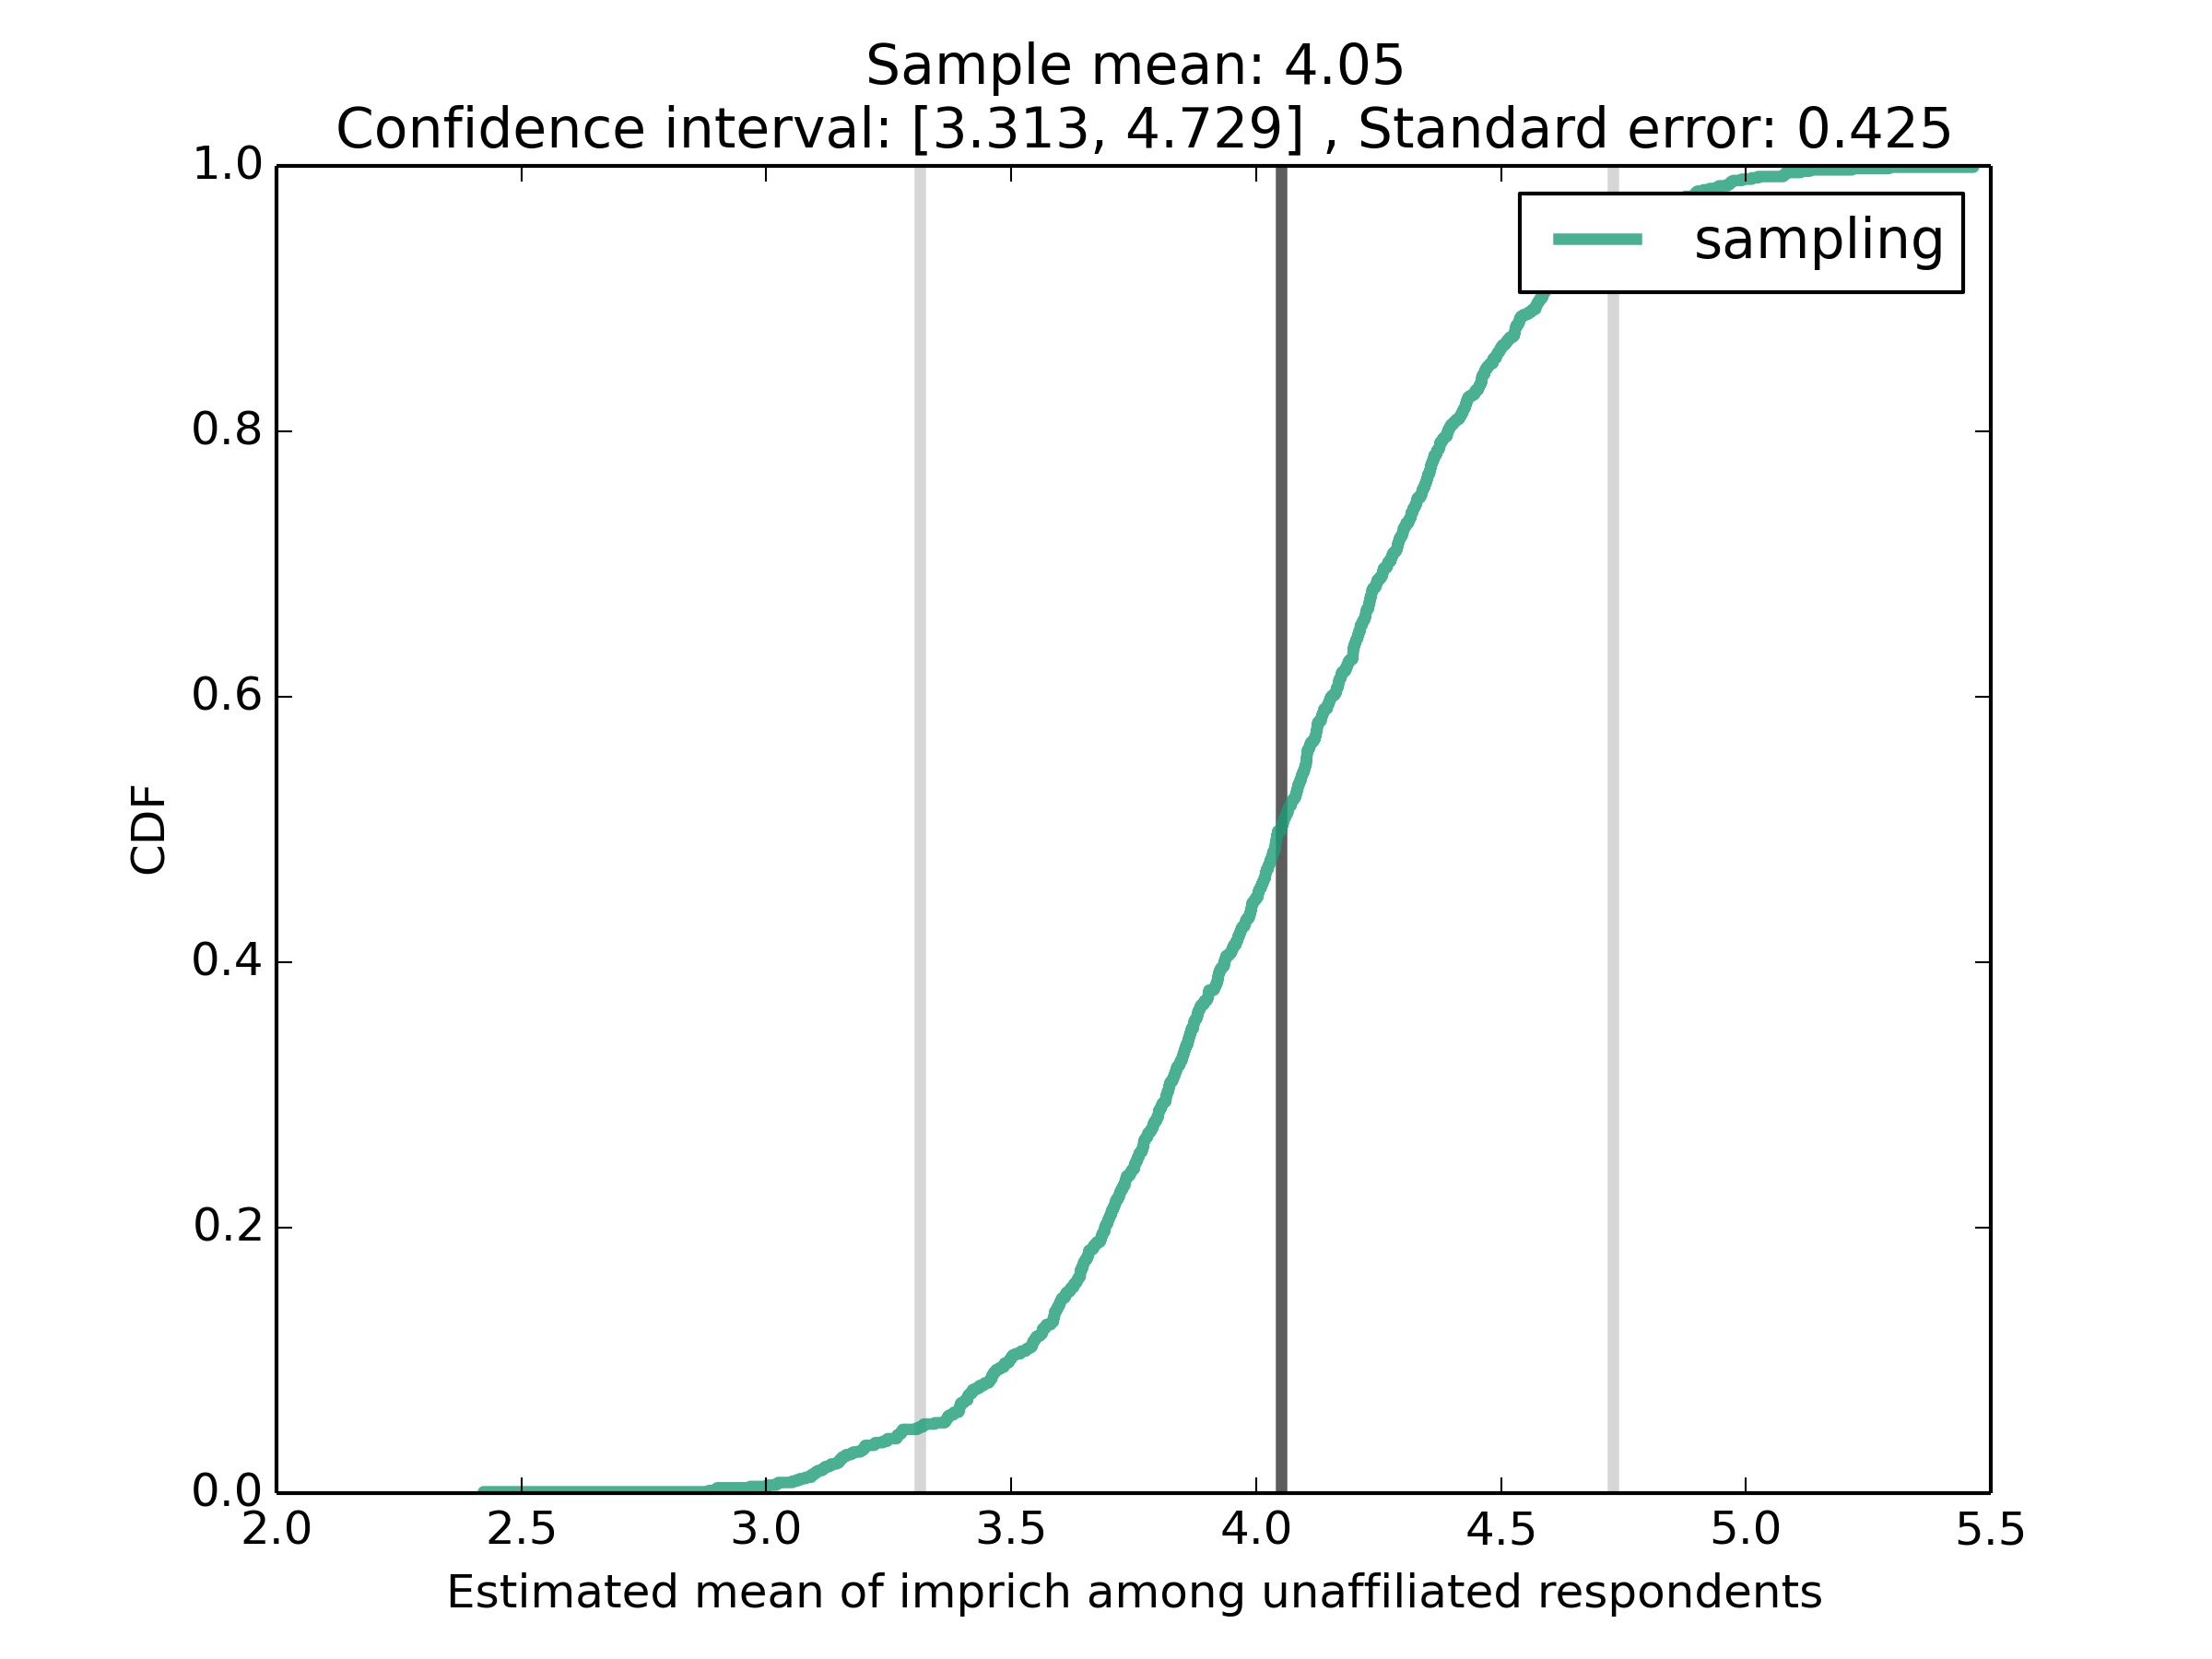 Sample mean: 4.05
Confidence interval: [3.313, 4.729] , Standard error: 0.425
1.0
sampling
0.8
0.6
CDF
0.4
0.2
0.0
2.0 2.5 3.0 3.5 4.0 4.5 5.0 5.5
Estimated mean of imprich among unaffiliated respondents